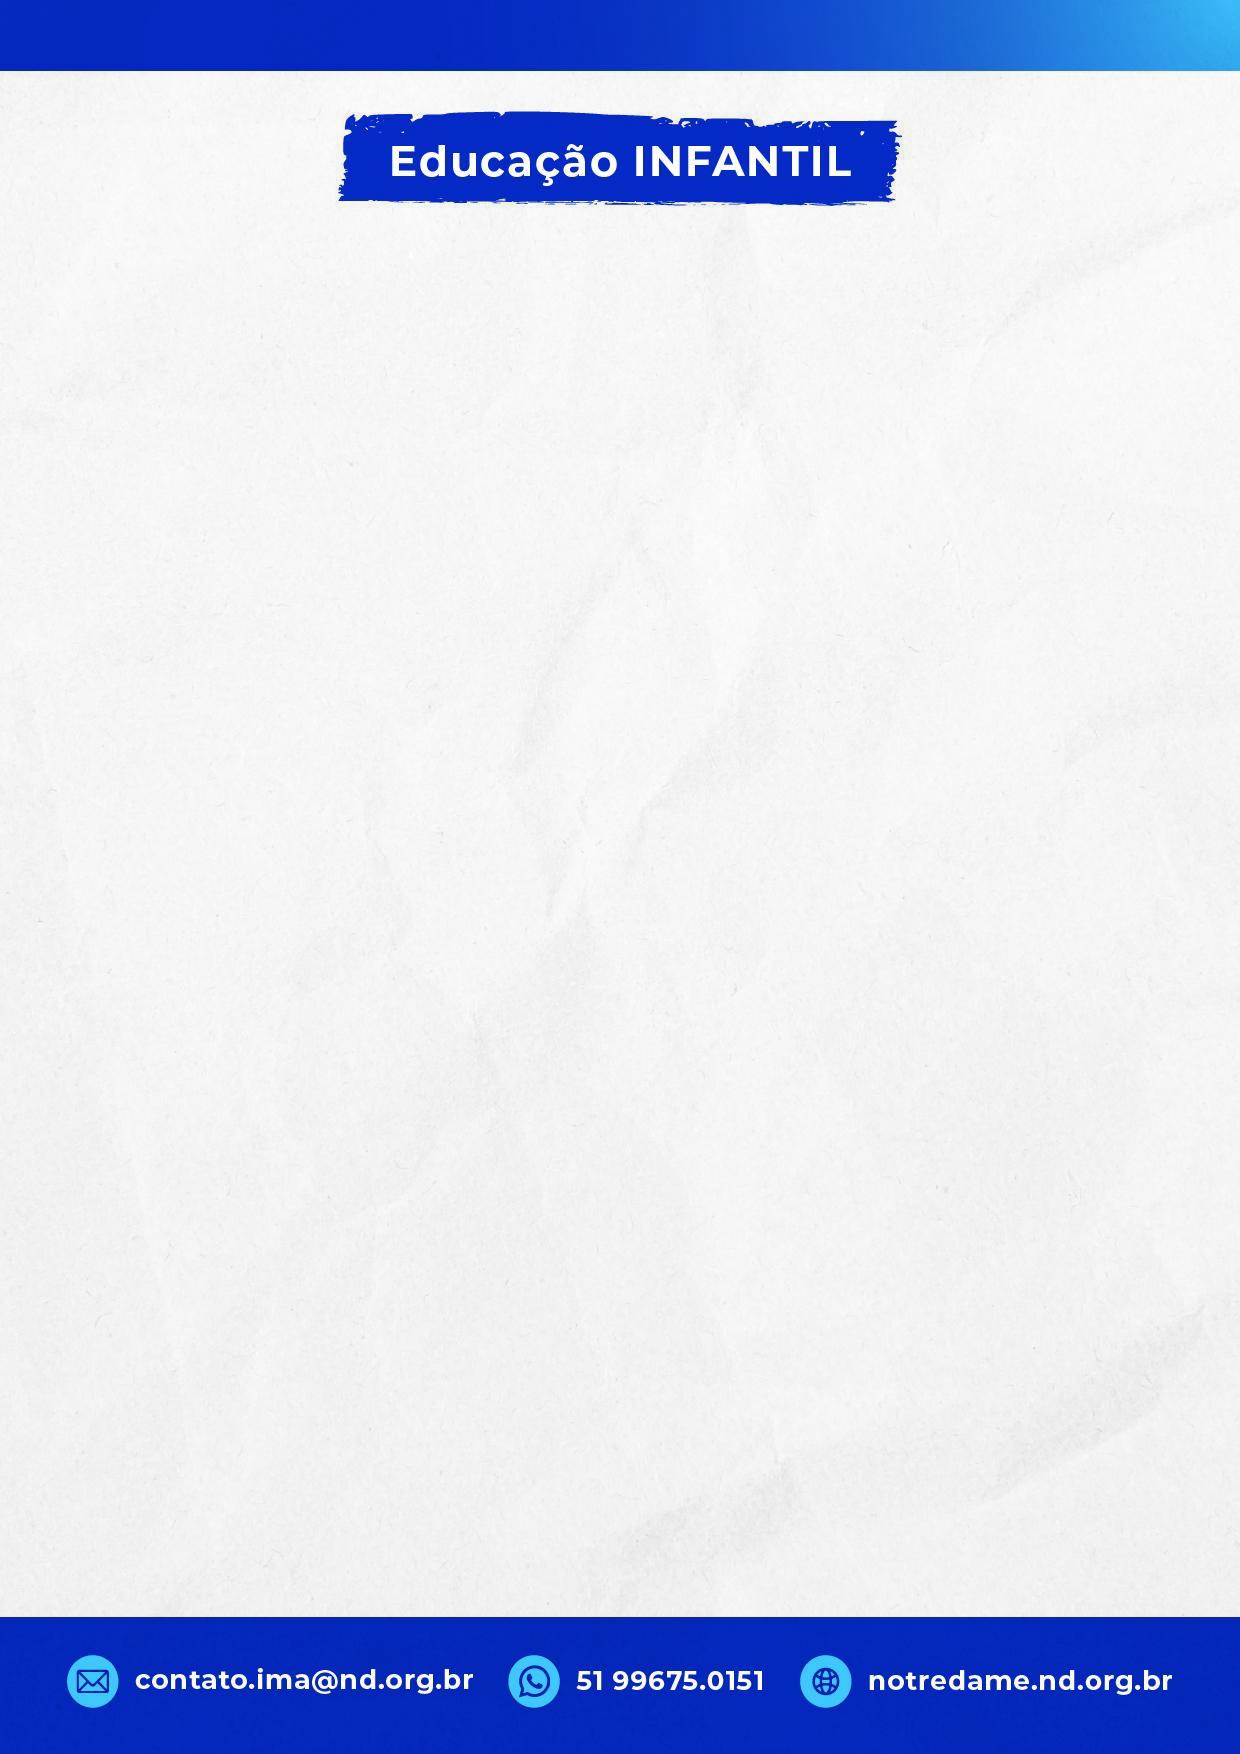 Educação INFANTIL
contato.ima@nd.org.br
51 99675.0151
notredame.nd.org.br